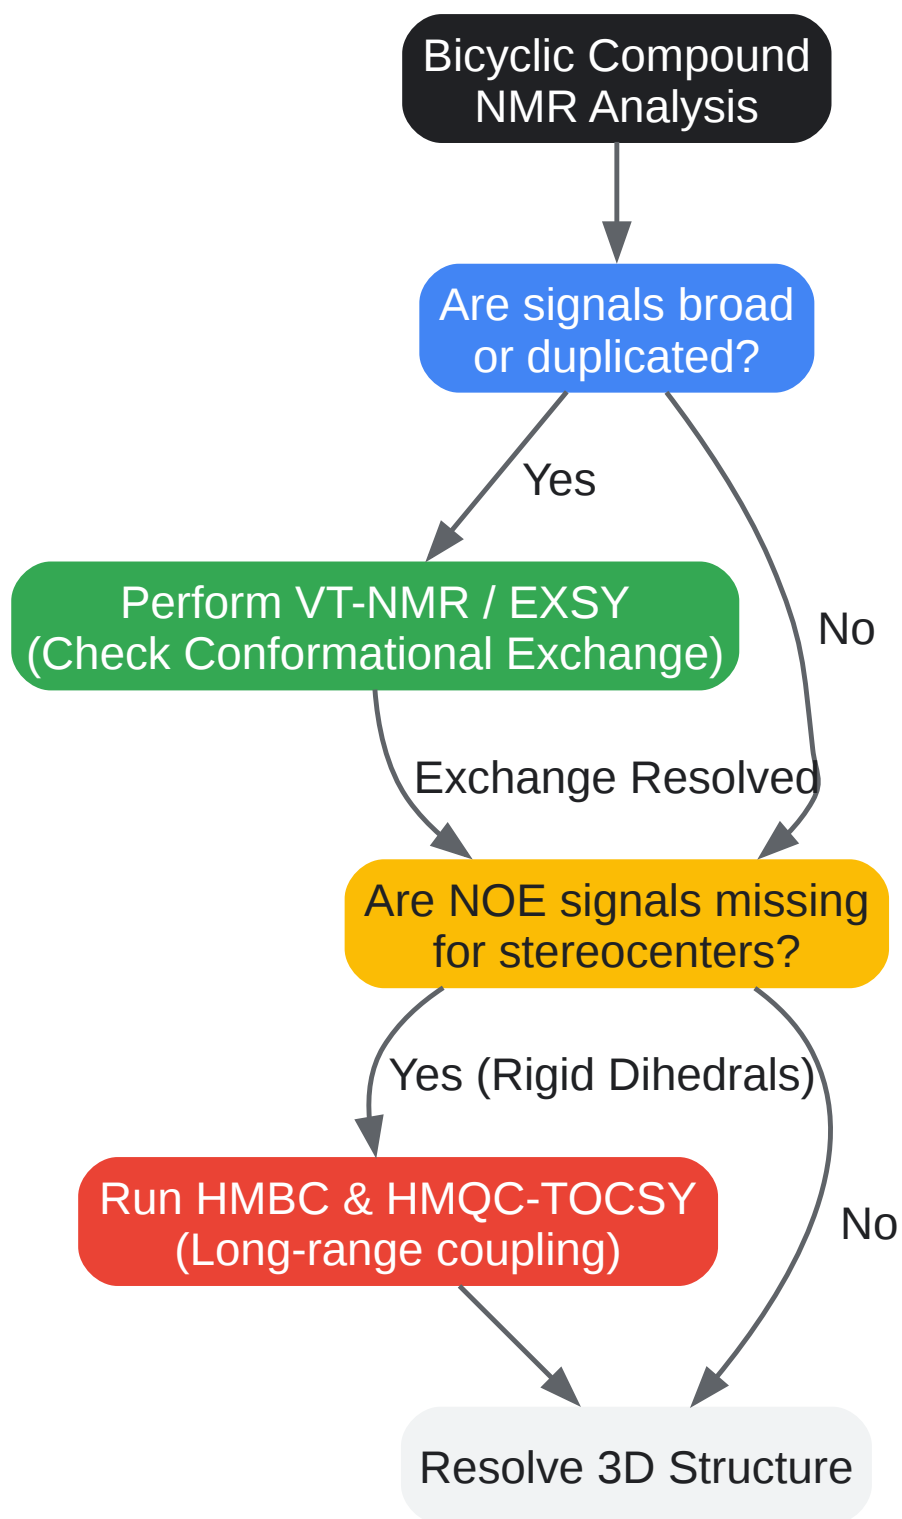 Bicyclic Compound
NMR Analysis
Are signals broad
or duplicated?
Yes
Perform VT-NMR / EXSY
(Check Conformational Exchange)
No
Exchange Resolved
Are NOE signals missing
for stereocenters?
Yes (Rigid Dihedrals)
Run HMBC & HMQC-TOCSY
(Long-range coupling)
No
Resolve 3D Structure